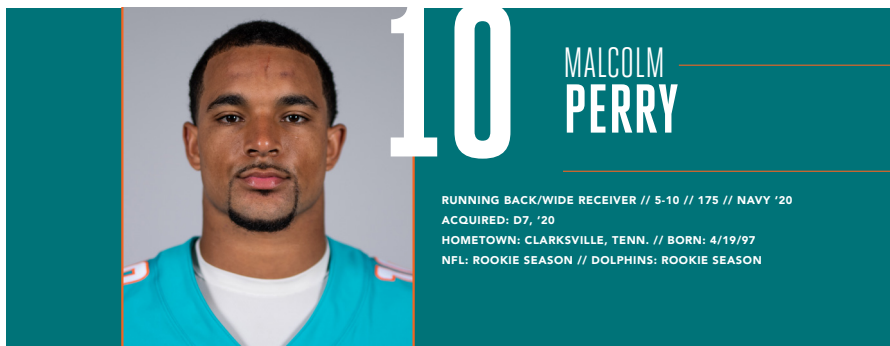 10
MALCOLM
PERRY
RUNNING BACK/WIDE RECEIVER // 5-10 // 175 // NAVY ’20
ACQUIRED: D7, ’20
HOMETOWN: CLARKSVILLE, TENN. // BORN: 4/19/97
NFL: ROOKIE SEASON // DOLPHINS: ROOKIE SEASON